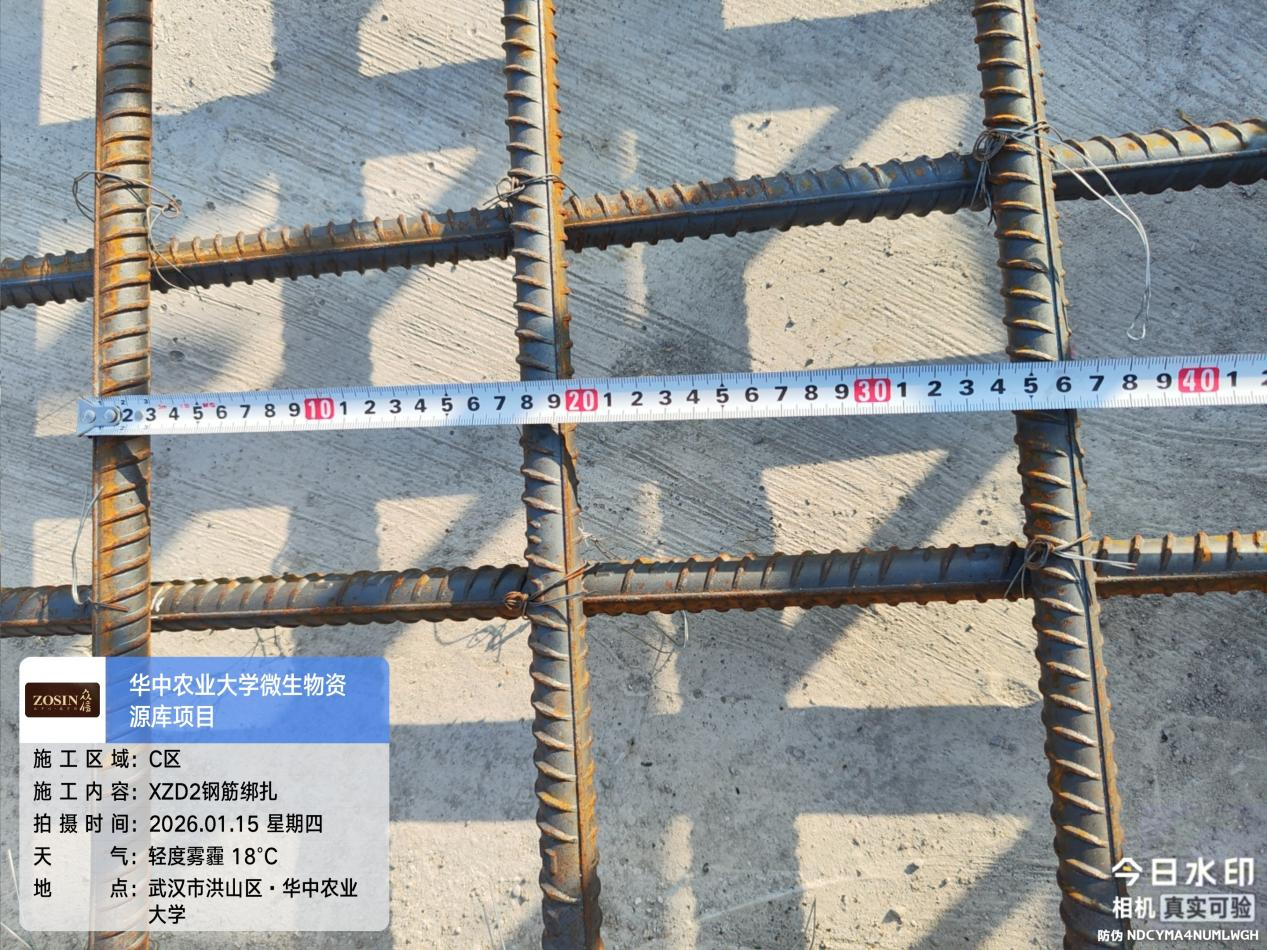 2 3 4 5 6 7 8 9 10 1 2 3 4 5 6 7 8 9 20 1 2 3 4 5 6 7 8 9 30 1 2 3 4 5 6 7 8 9 40 1 2
ZOSIN 众信
华中农业大学微生物资
源库项目
施工区域：C区
施工内容：XZD2钢筋绑扎
拍摄时间：2026.01.15 星期四
天气：轻度雾霾 18℃
地点：武汉市洪山区·华中农业
大学
今日水印
相机 真实可验
防伪 NDCYMA4NUMLWGH